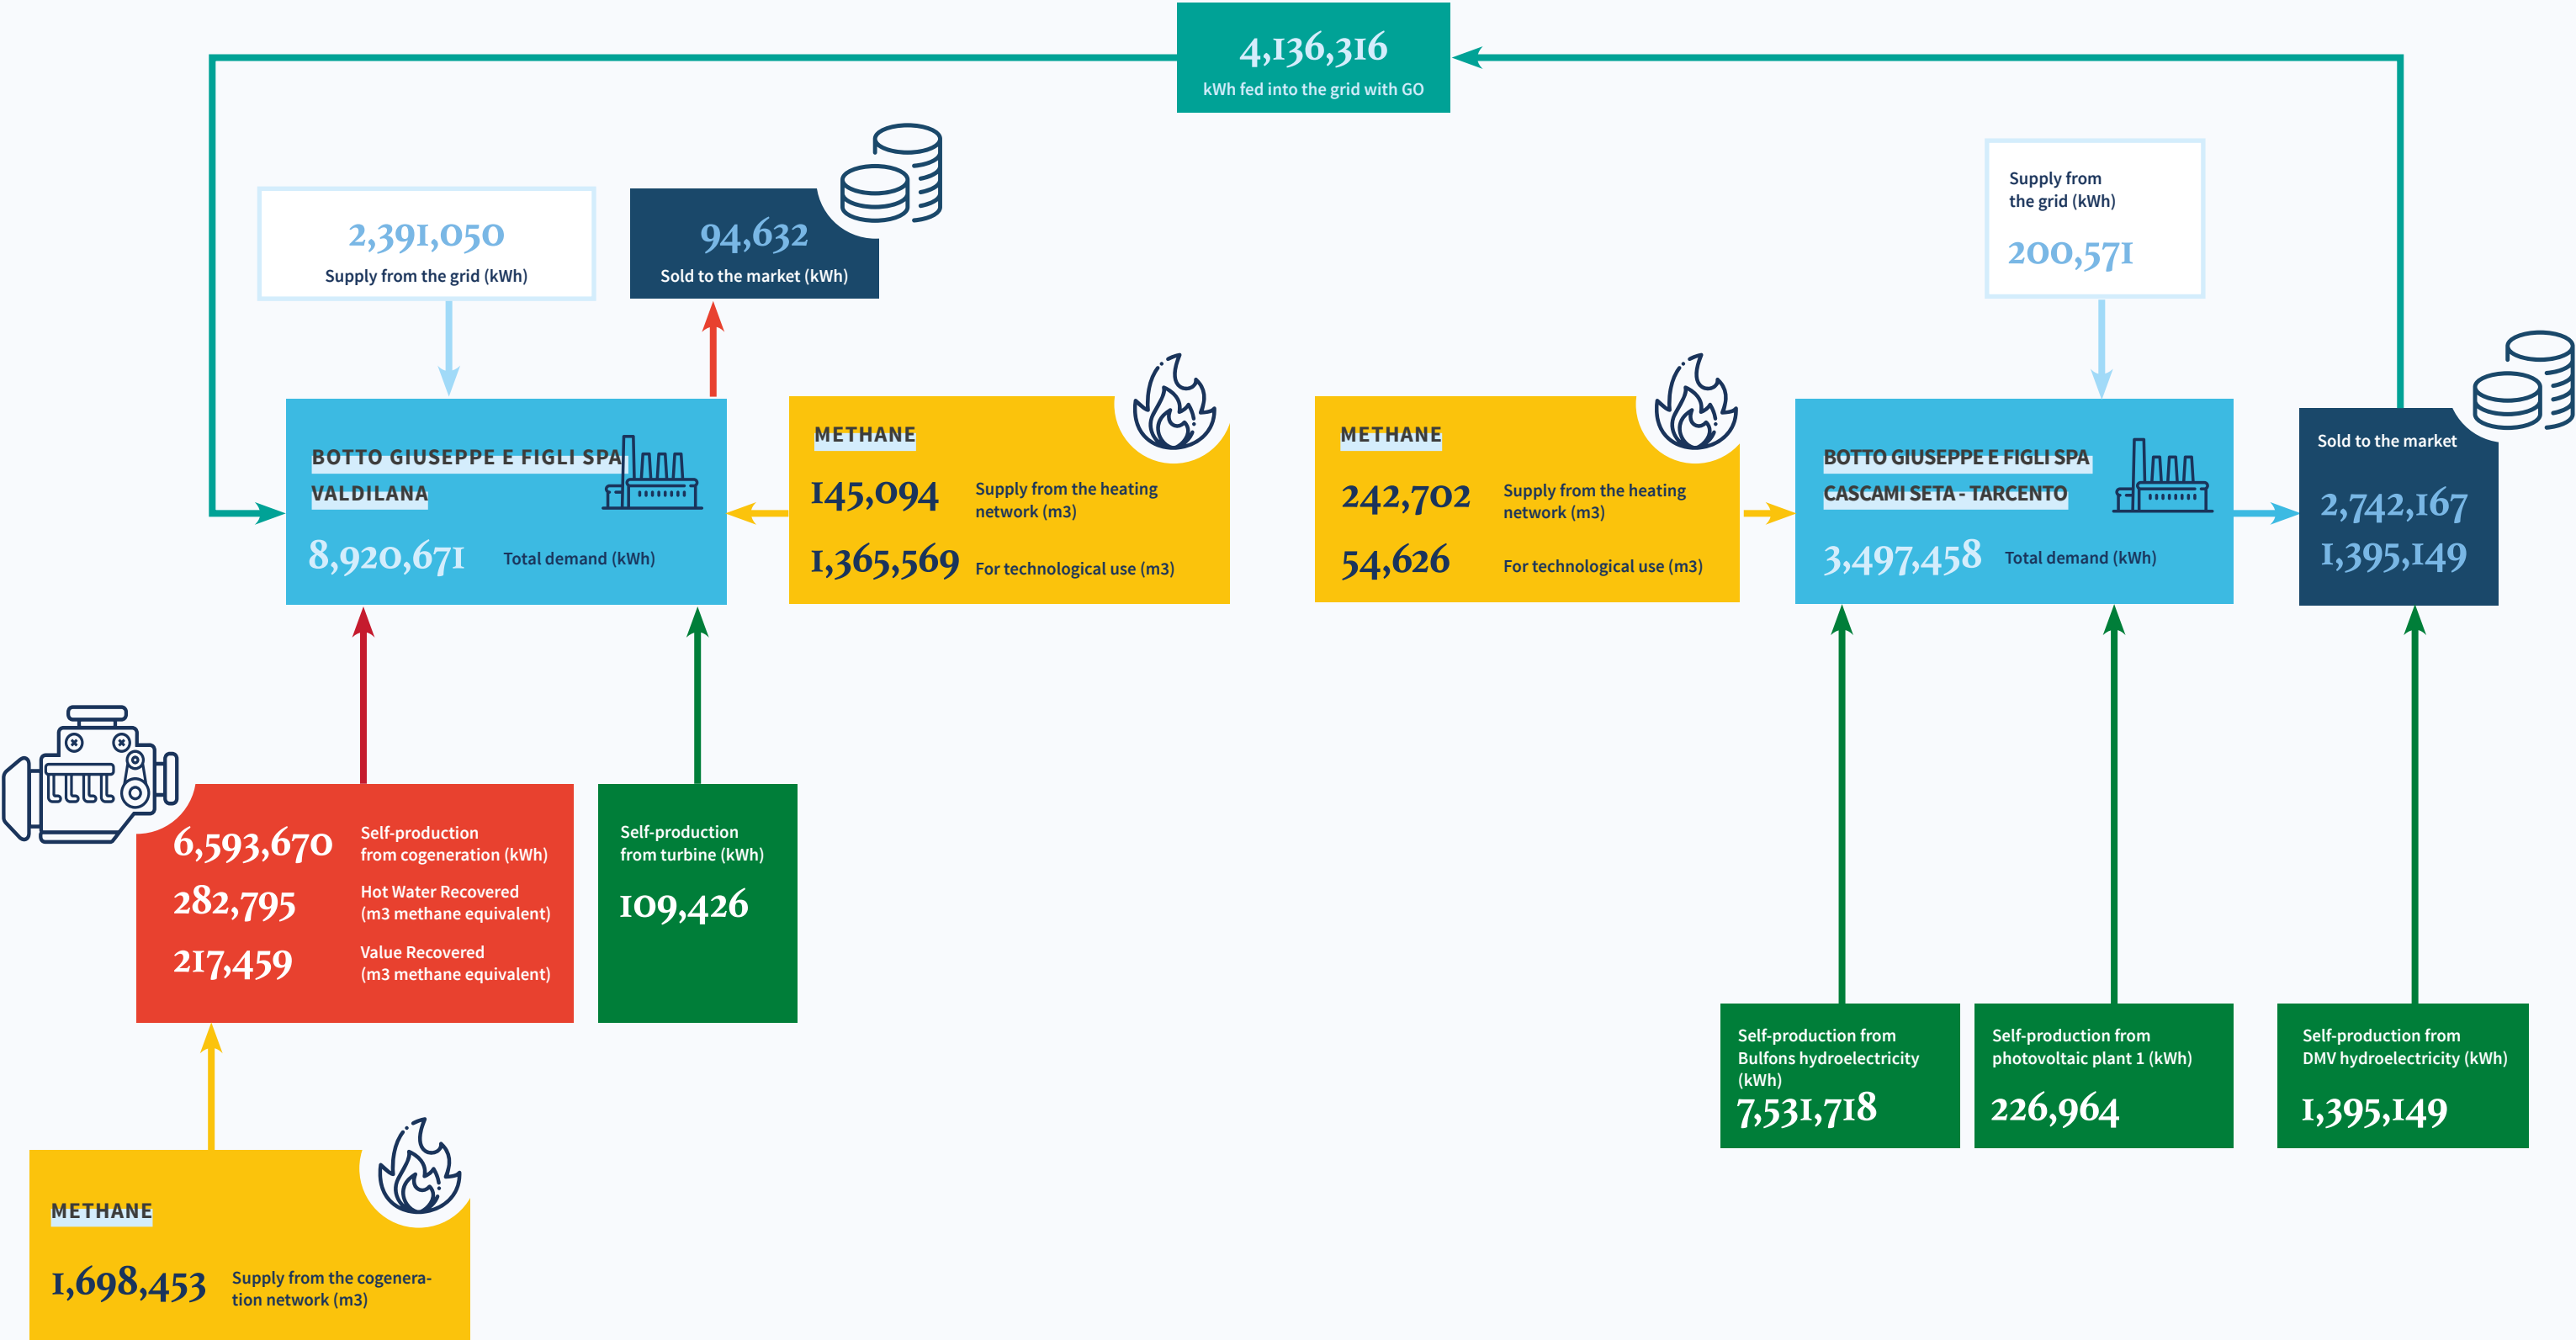 4,136,316
kWh fed into the grid with GO
2,391,050
Supply from the grid (kWh)
94,632
Sold to the market (kWh)
Supply from
the grid (kWh)
200,571
BOTTO GIUSEPPE E FIGLI SPA
VALDILANA
8,920,671 Total demand (kWh)
METHANE
145,094 Supply from the heating
network (m3)
1,365,569 For technological use (m3)
METHANE
242,702 Supply from the heating
network (m3)
54,626 For technological use (m3)
BOTTO GIUSEPPE E FIGLI SPA
CASCAMI SETA - TARCENTO
3,497,458 Total demand (kWh)
Sold to the market
2,742,167
1,395,149
6,593,670 Self-production
from cogeneration (kWh)
282,795 Hot Water Recovered
(m3 methane equivalent)
217,459 Value Recovered
(m3 methane equivalent)
Self-production
from turbine (kWh)
109,426
Self-production from
Bulfons hydroelectricity
(kWh)
7,531,718
Self-production from
photovoltaic plant 1 (kWh)
226,964
Self-production from
DMV hydroelectricity (kWh)
1,395,149
METHANE
1,698,453 Supply from the cogenera-
tion network (m3)